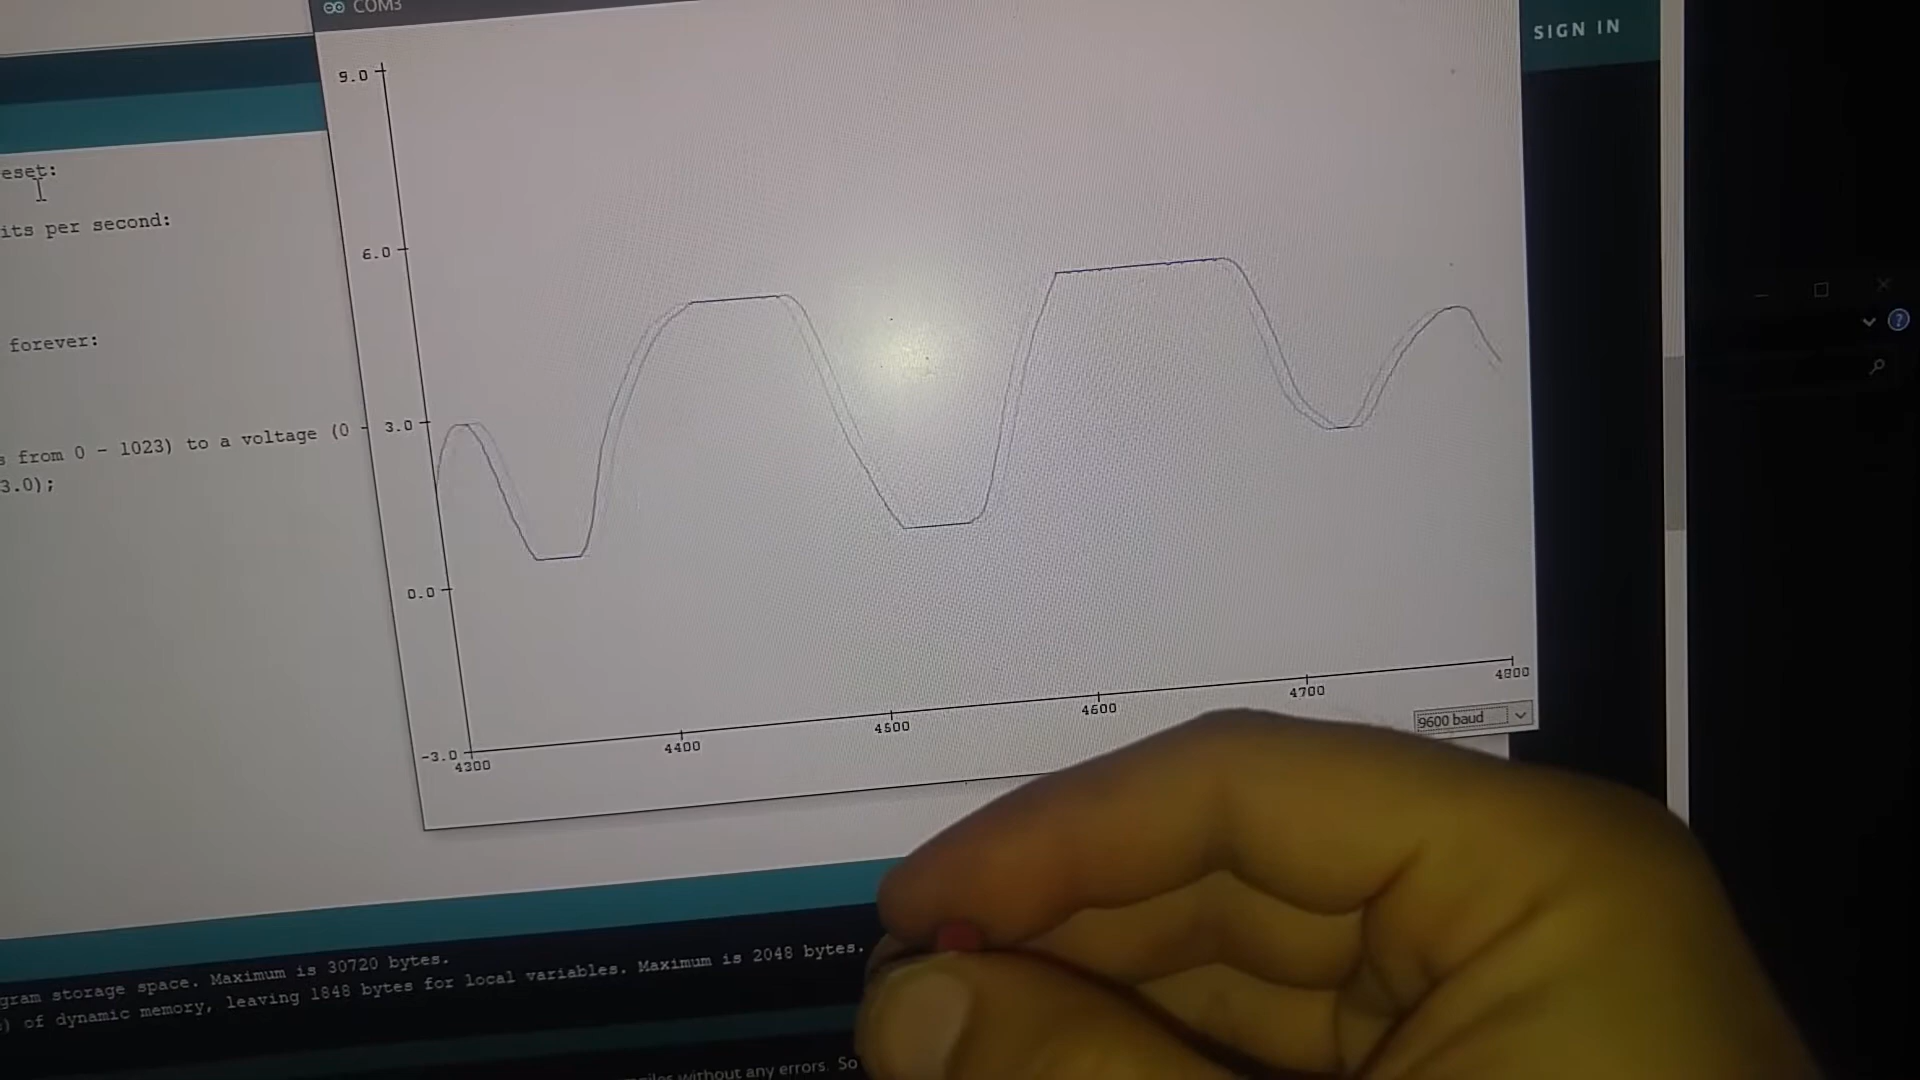 COM3
SIGN IN
9.0
eset:
its per second:
6.0
forever:
3.0
s from 0 - 1023) to a voltage (0 -
3.0);
0.0
-3.0
4300
4400
4500
4600
4700
4800
9600 baud
gram storage space. Maximum is 30720 bytes.
) of dynamic memory, leaving 1848 bytes for local variables. Maximum is 2048 bytes.
without any errors. So